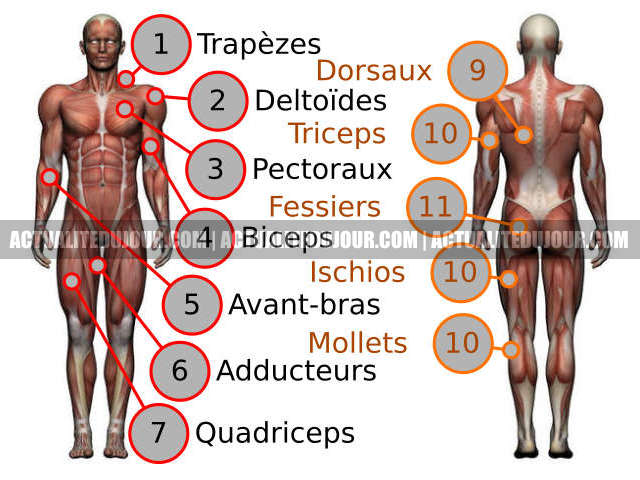 1 Trapèzes
Dorsaux 9
2 Deltoïdes
Triceps 10
3 Pectoraux
Fessiers 11
ACTUALITEDUJOUR.COM | ACTUALITEDUJOUR.COM | ACTUALITEDUJOUR.COM
4 Biceps
Ischios 10
5 Avant-bras
Mollets 10
6 Adducteurs
7 Quadriceps